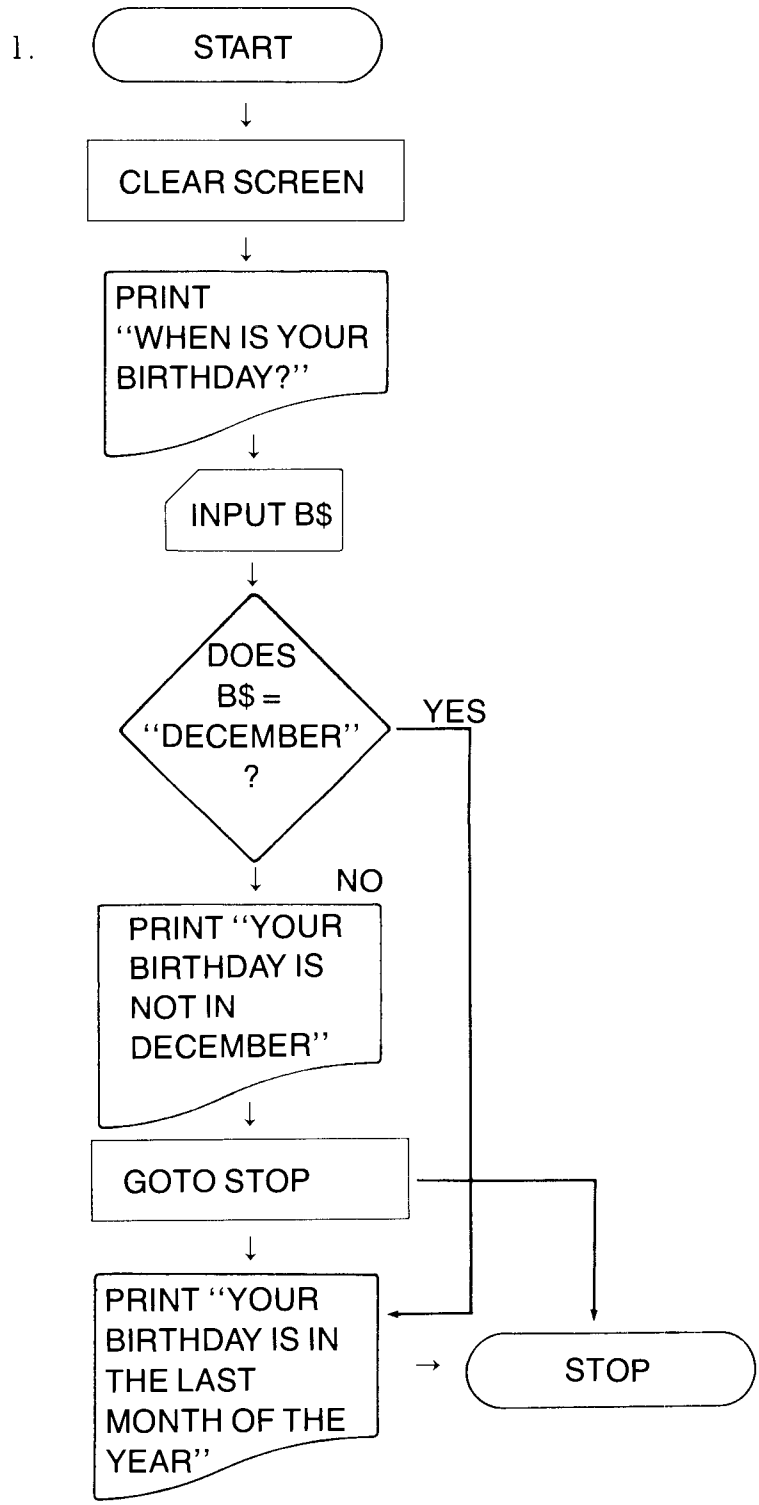 1.
START
↓
CLEAR SCREEN
↓
PRINT
‘‘WHEN IS YOUR
BIRTHDAY?’’
↓
INPUT B$
↓
DOES
B$ =
‘‘DECEMBER’’
?
YES
↓
NO
PRINT ‘‘YOUR
BIRTHDAY IS
NOT IN
DECEMBER’’
↓
GOTO STOP
↓
PRINT ‘‘YOUR
BIRTHDAY IS IN
THE LAST
MONTH OF THE
YEAR’’
→
STOP